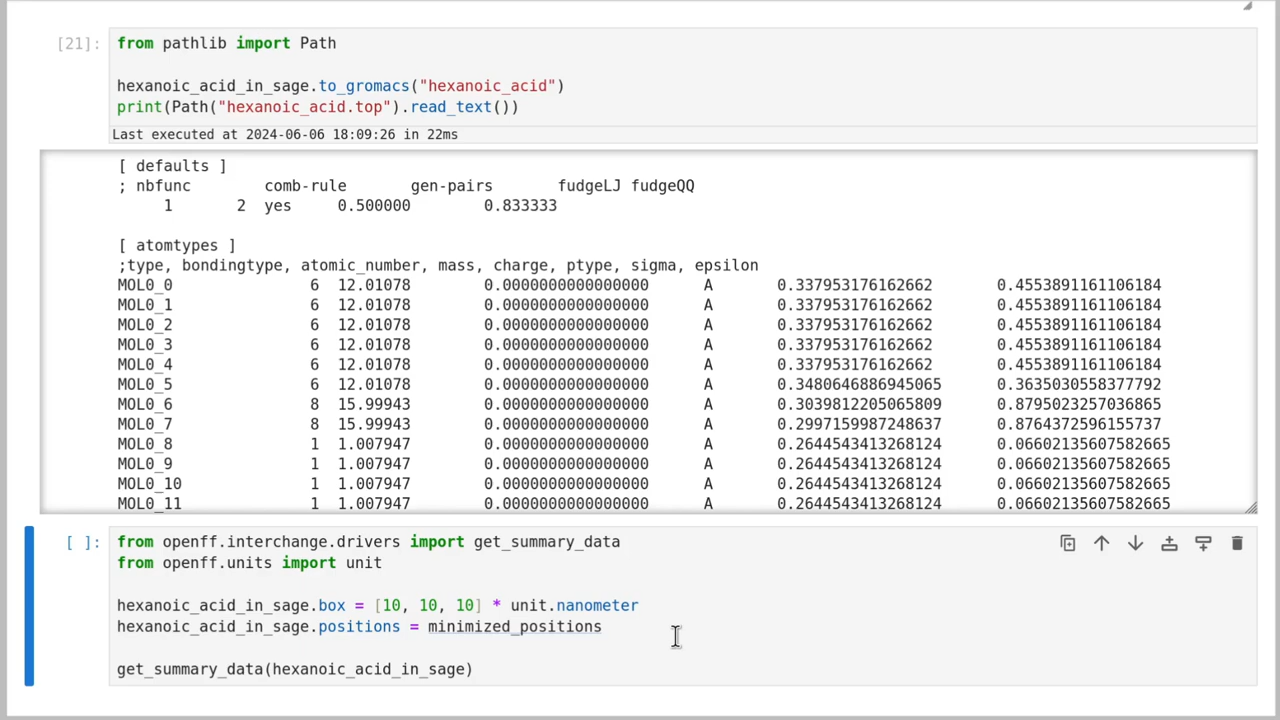 [21]:
from pathlib import Path
hexanoic_acid_in_sage.to_gromacs("hexanoic_acid")
print(Path("hexanoic_acid.top").read_text())
Last executed at 2024-06-06 18:09:26 in 22ms
[ defaults ]
; nbfunc comb-rule gen-pairs fudgeLJ fudgeQQ
1 2 yes 0.500000 0.833333
[ atomtypes ]
;type, bondingtype, atomic_number, mass, charge, ptype, sigma, epsilon
MOL0_0 6 12.01078 0.0000000000000000 A 0.337953176162662 0.4553891161106184
MOL0_1 6 12.01078 0.0000000000000000 A 0.337953176162662 0.4553891161106184
MOL0_2 6 12.01078 0.0000000000000000 A 0.337953176162662 0.4553891161106184
MOL0_3 6 12.01078 0.0000000000000000 A 0.337953176162662 0.4553891161106184
MOL0_4 6 12.01078 0.0000000000000000 A 0.337953176162662 0.4553891161106184
MOL0_5 6 12.01078 0.0000000000000000 A 0.3480646886945065 0.3635030558377792
MOL0_6 8 15.99943 0.0000000000000000 A 0.3039812205065809 0.8795023257036865
MOL0_7 8 15.99943 0.0000000000000000 A 0.2997159987248637 0.8764372596155737
MOL0_8 1 1.007947 0.0000000000000000 A 0.2644543413268124 0.06602135607582665
MOL0_9 1 1.007947 0.0000000000000000 A 0.2644543413268124 0.06602135607582665
MOL0_10 1 1.007947 0.0000000000000000 A 0.2644543413268124 0.06602135607582665
MOL0_11 1 1.007947 0.0000000000000000 A 0.2644543413268124 0.06602135607582665
[ ]:
from openff.interchange.drivers import get_summary_data
from openff.units import unit
hexanoic_acid_in_sage.box = [10, 10, 10] * unit.nanometer
hexanoic_acid_in_sage.positions = minimized_positions
get_summary_data(hexanoic_acid_in_sage)